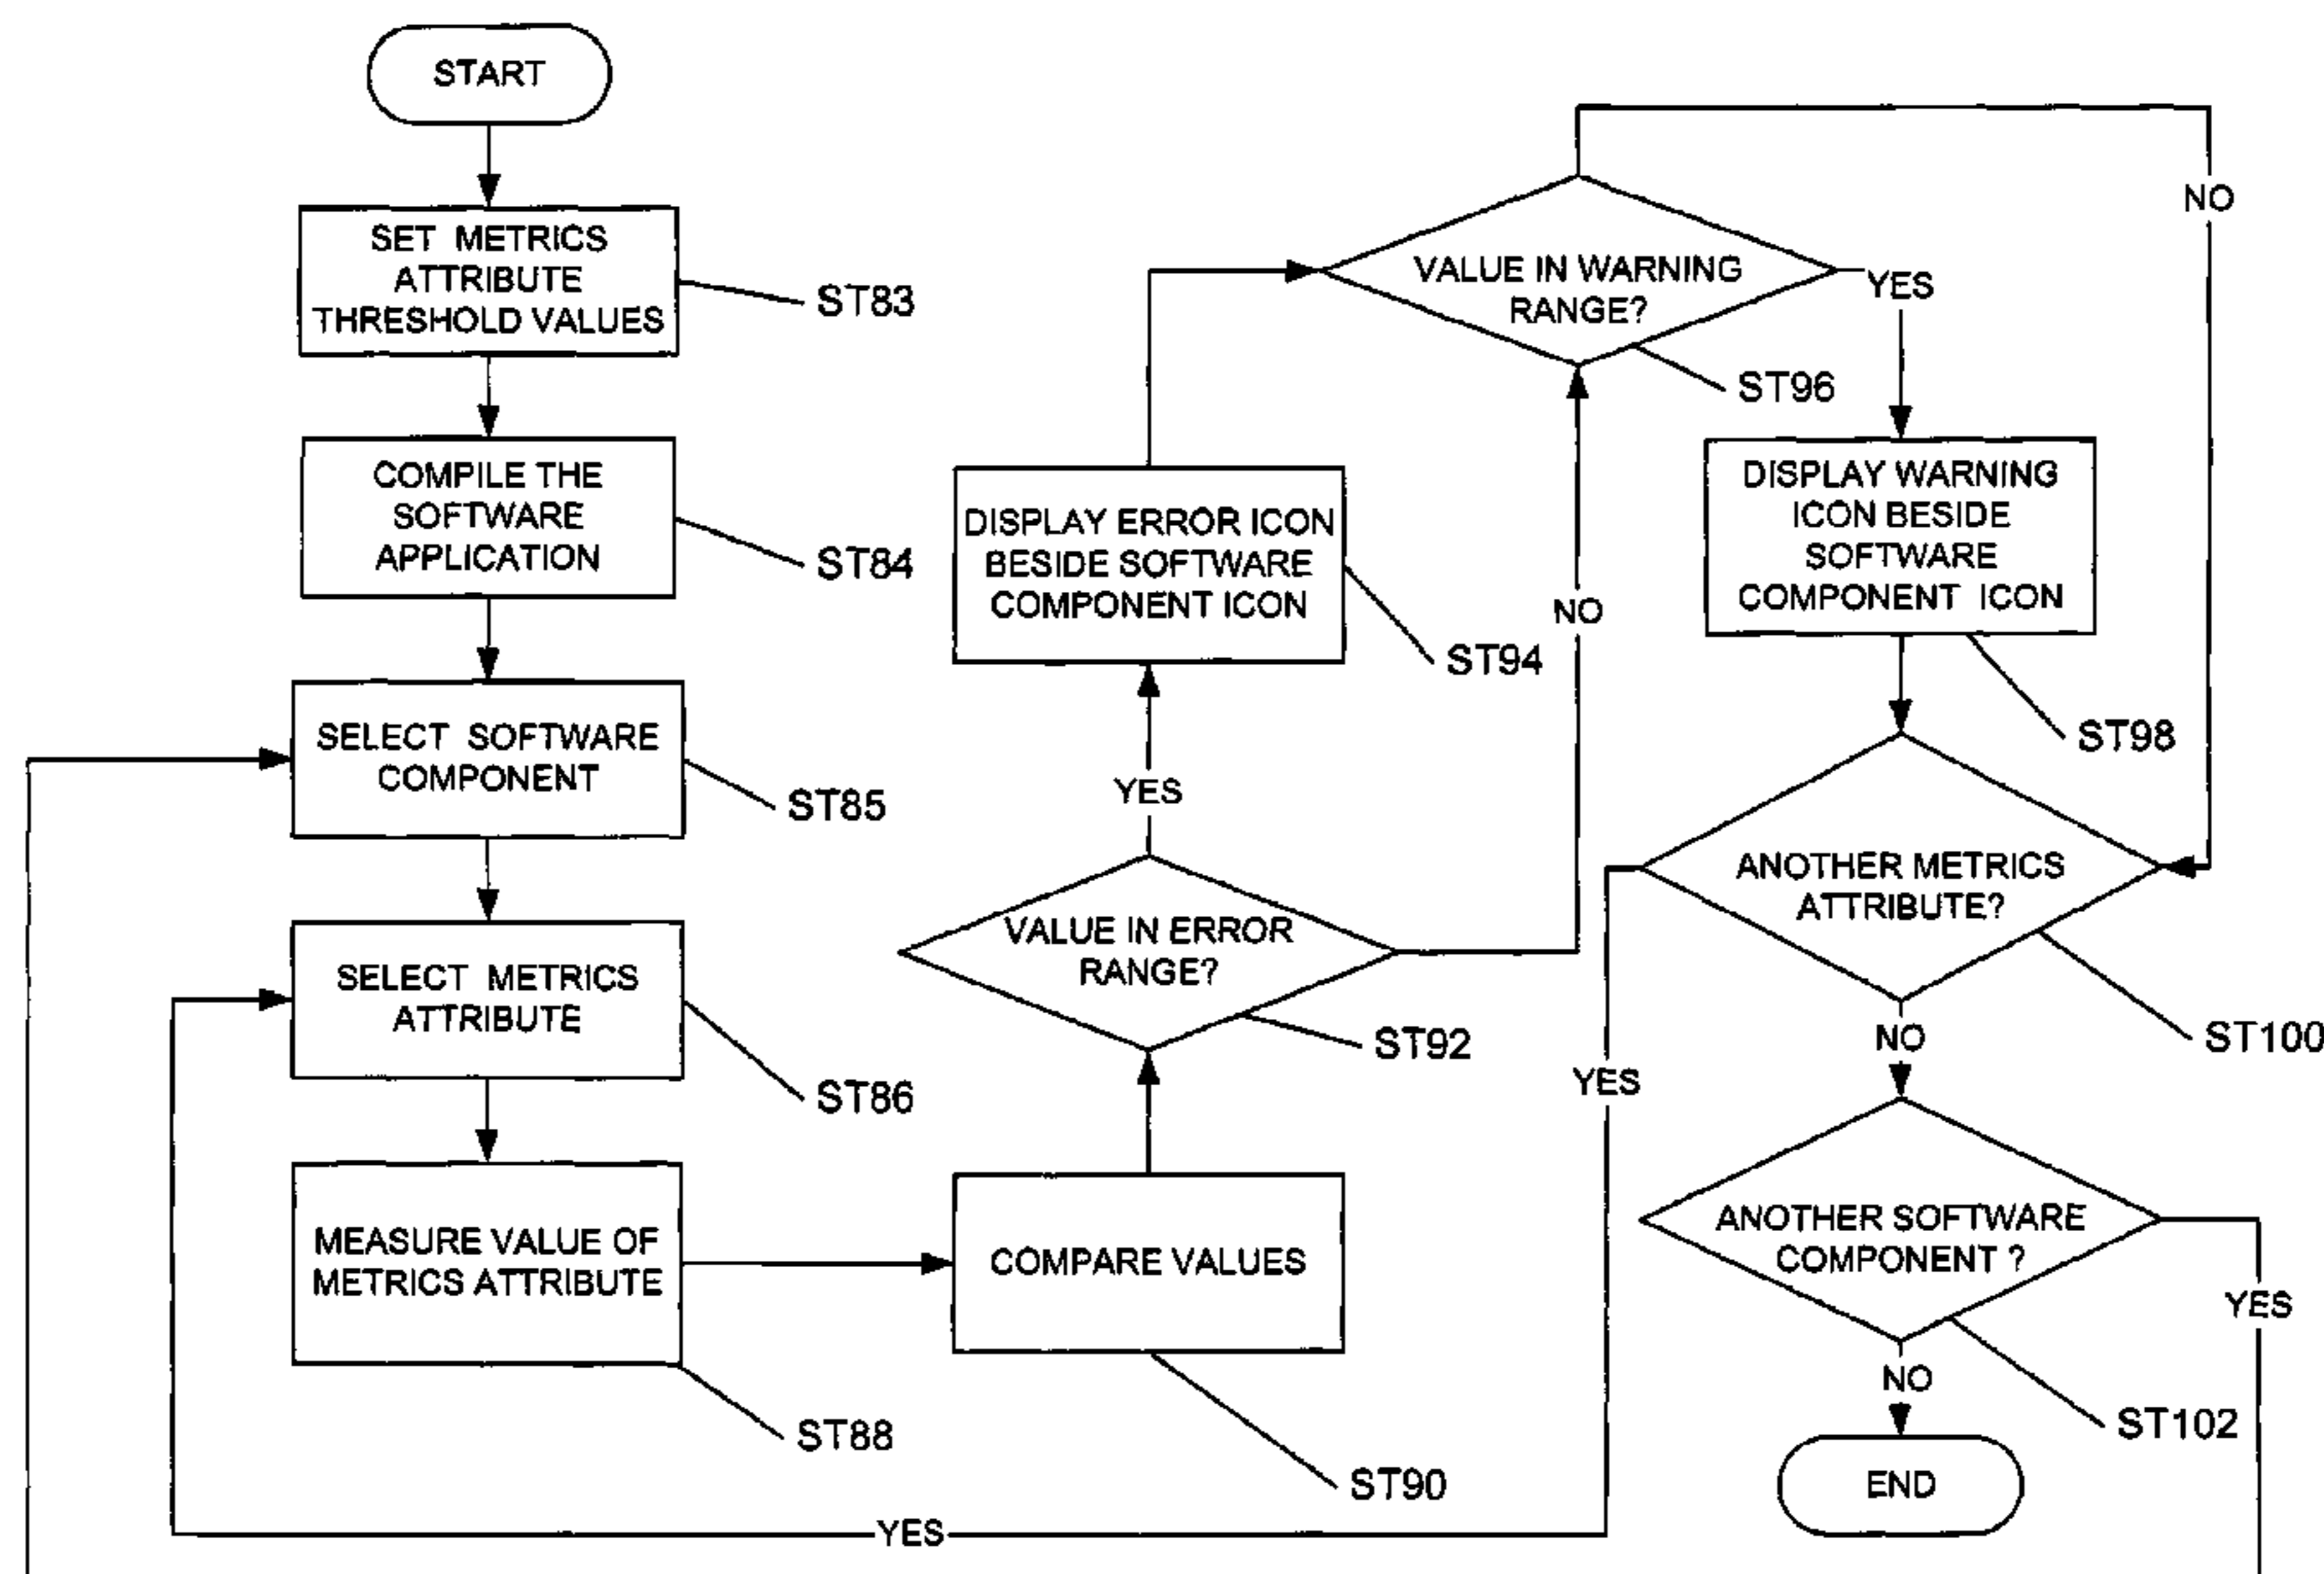 START
SET METRICS
ATTRIBUTE
THRESHOLD VALUES
ST83
COMPILE THE
SOFTWARE
APPLICATION
ST84
SELECT SOFTWARE
COMPONENT
ST85
SELECT METRICS
ATTRIBUTE
ST86
MEASURE VALUE OF
METRICS ATTRIBUTE
ST88
COMPARE VALUES
ST90
VALUE IN ERROR
RANGE?
ST92
YES
NO
DISPLAY ERROR ICON
BESIDE SOFTWARE
COMPONENT ICON
ST94
VALUE IN WARNING
RANGE?
ST96
YES
NO
DISPLAY WARNING
ICON BESIDE
SOFTWARE
COMPONENT ICON
ST98
ANOTHER METRICS
ATTRIBUTE?
ST100
YES
YES
NO
ANOTHER SOFTWARE
COMPONENT ?
ST102
YES
NO
END